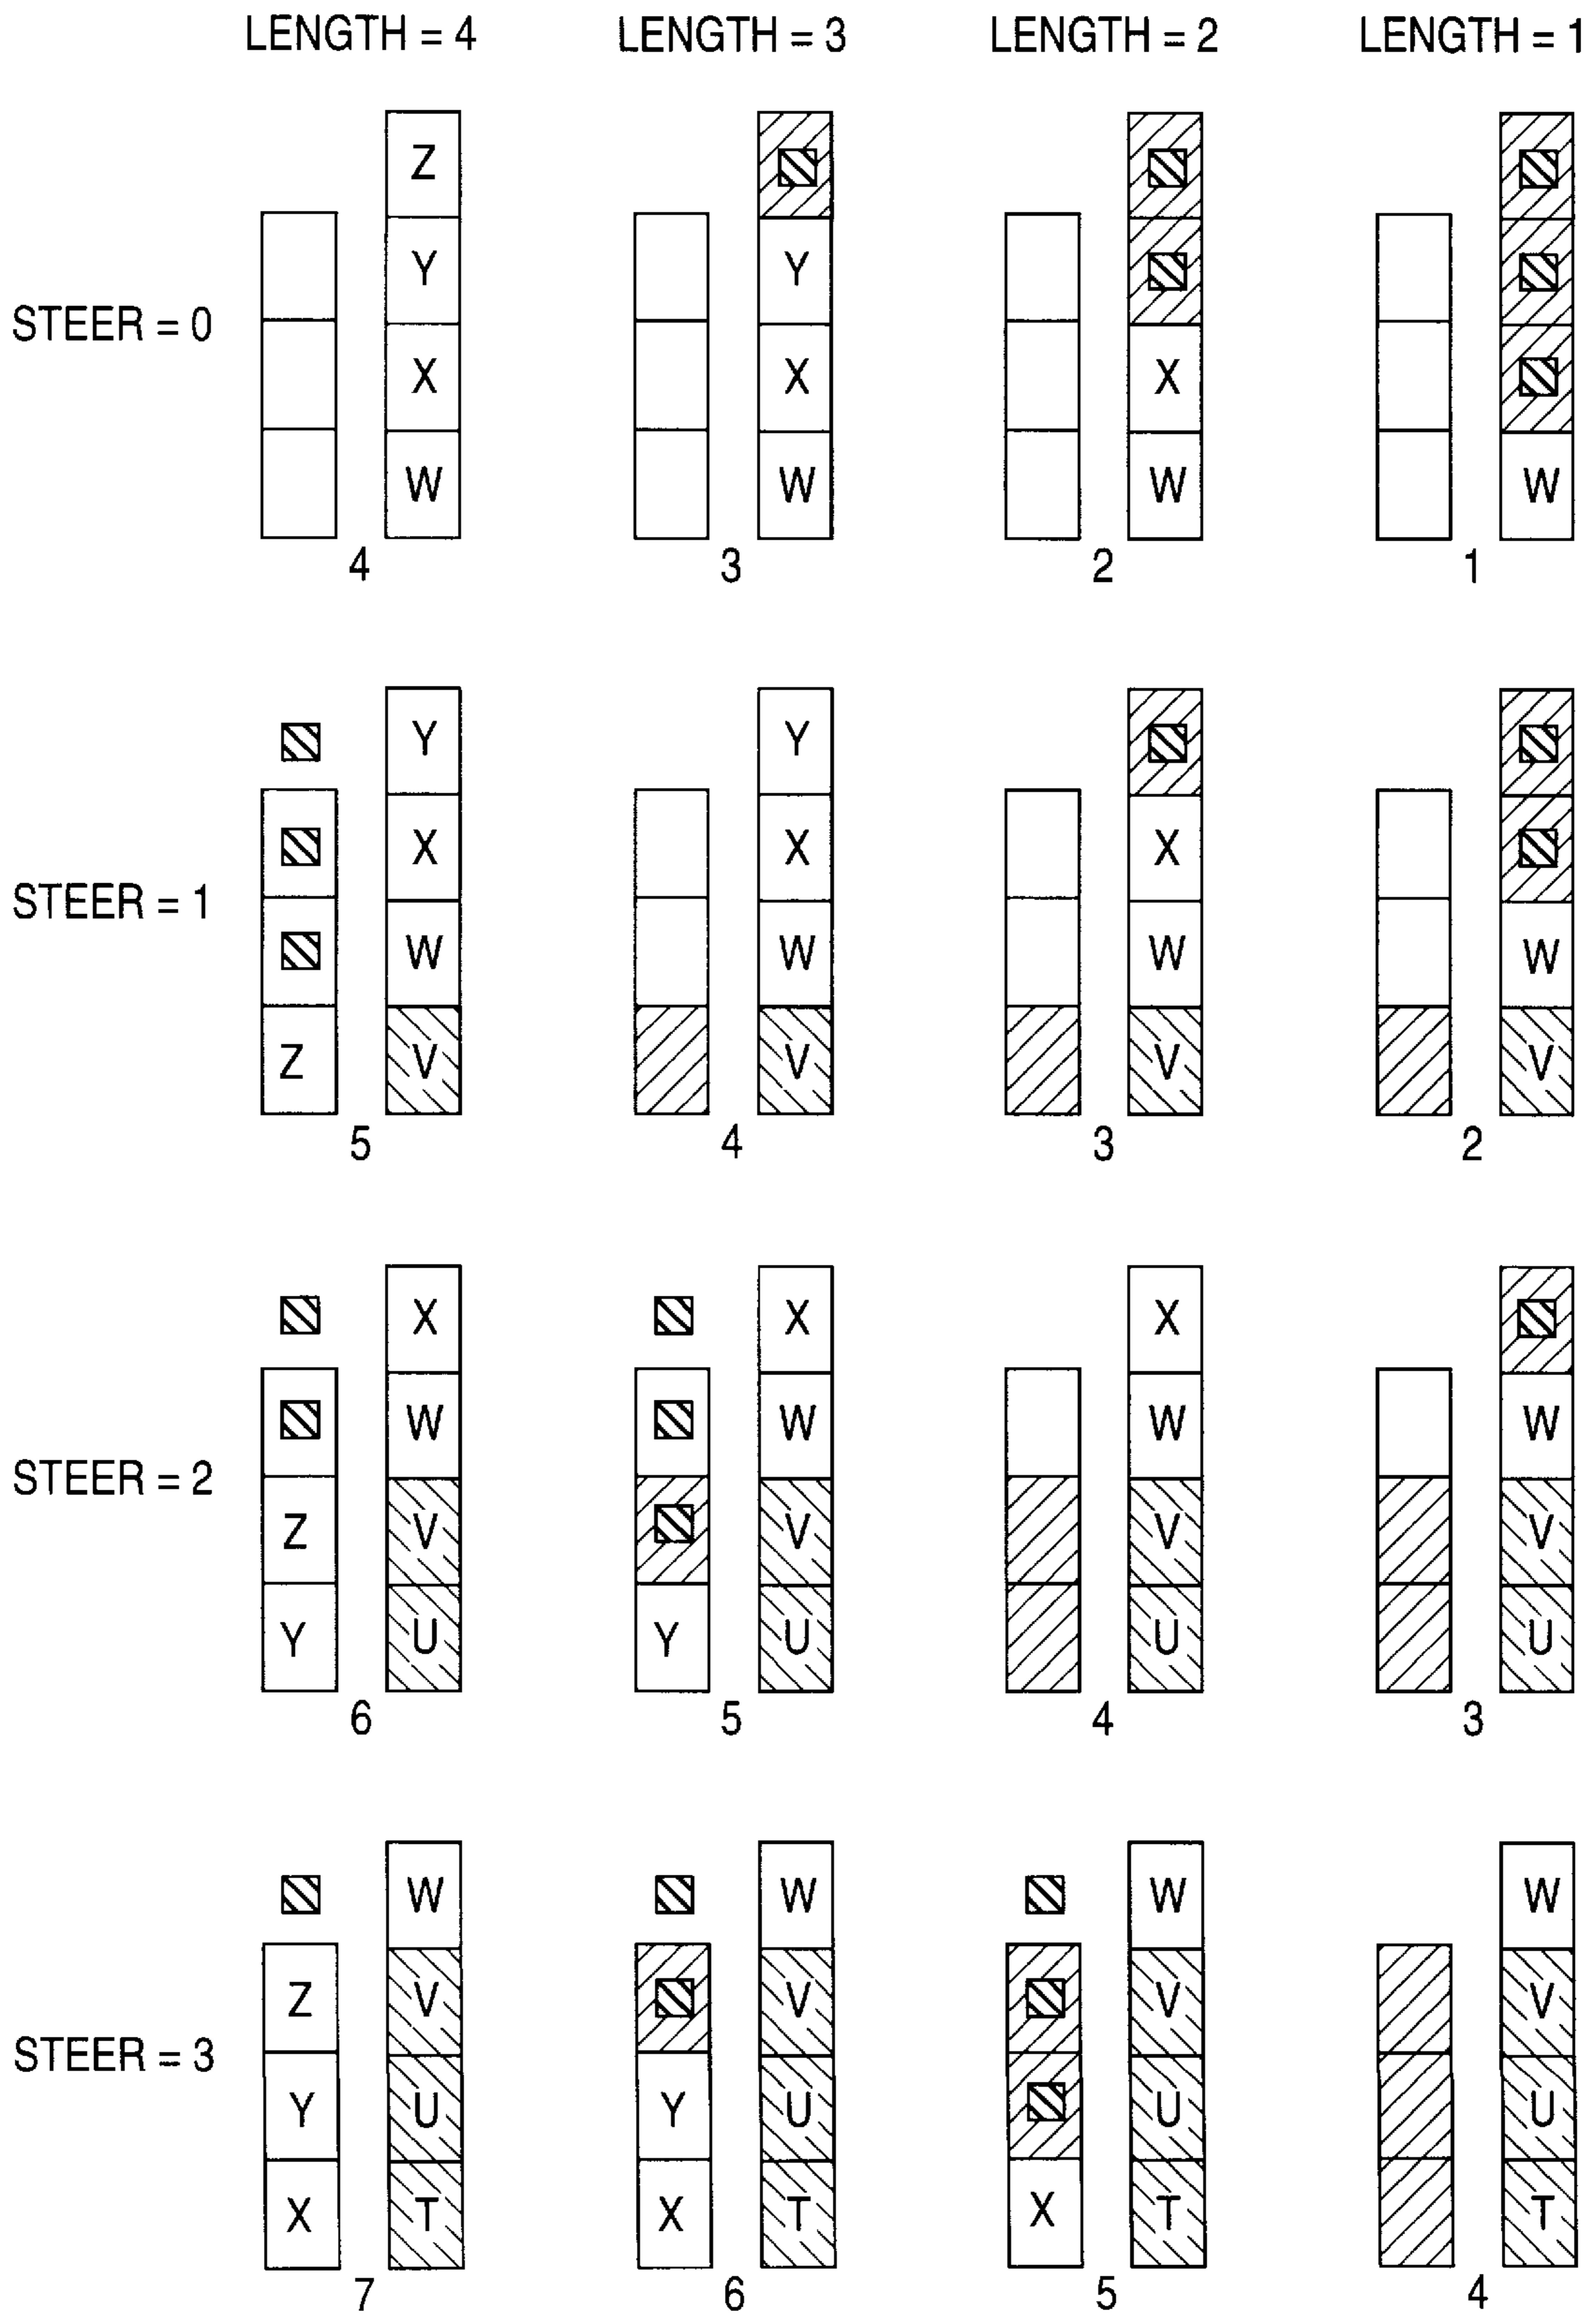 LENGTH = 4 LENGTH = 3 LENGTH = 2 LENGTH = 1
Z
Y Y
STEER = 0
X X X
W W W W
4 3 2 1
Y Y
X X X
STEER = 1
W W W W
Z V V V V
5 4 3 2
X X X
W W W W
STEER = 2
Z V V V V
Y U Y U U U
6 5 4 3
W W W W
Z V V V V
STEER = 3
Y U Y U U U
X T X T X T T
7 6 5 4